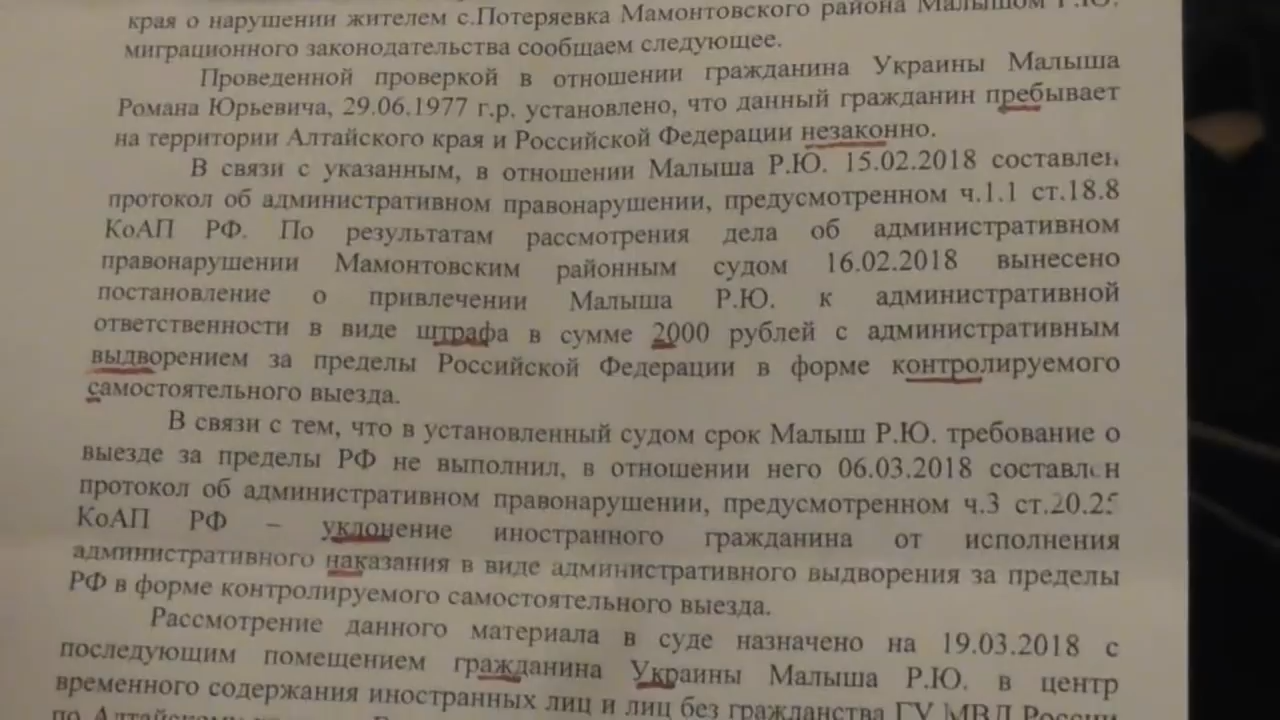 края о нарушении жителем с.Потеряевка Мамонтовского района Малышом Г.Ю.
миграционного законодательства сообщаем следующее.
Проведенной проверкой в отношении гражданина Украины Малыша
Романа Юрьевича, 29.06.1977 г.р. установлено, что данный гражданин пребывает
на территории Алтайского края и Российской Федерации незаконно.
В связи с указанным, в отношении Малыша Р.Ю. 15.02.2018 составлен
протокол об административном правонарушении, предусмотренном ч.1.1 ст.18.8
КоАП РФ. По результатам рассмотрения дела об административном
правонарушении Мамонтовским районным судом 16.02.2018 вынесено
постановление о привлечении Малыша Р.Ю. к административной
ответственности в виде штрафа в сумме 2000 рублей с административным
выдворением за пределы Российской Федерации в форме контролируемого
самостоятельного выезда.
В связи с тем, что в установленный судом срок Малыш Р.Ю. требование о
выезде за пределы РФ не выполнил, в отношении него 06.03.2018 составлен
протокол об административном правонарушении, предусмотренном ч.3 ст.20.25
КоАП РФ – уклонение иностранного гражданина от исполнения
административного наказания в виде административного выдворения за пределы
РФ в форме контролируемого самостоятельного выезда.
Рассмотрение данного материала в суде назначено на 19.03.2018 с
последующим помещением гражданина Украины Малыша Р.Ю. в центр
временного содержания иностранных лиц и лиц без гражданства ГУ МВД России
по Алтайскому